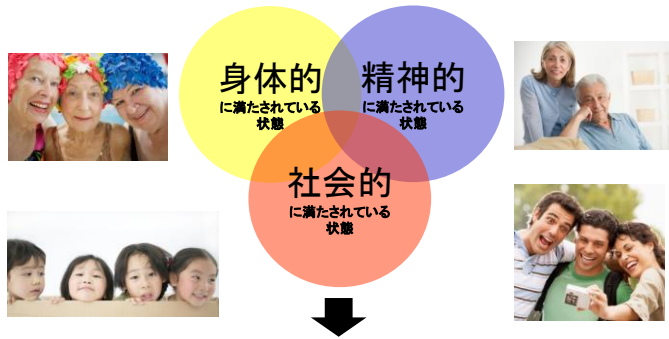 身体的
に満たされている
状態
精神的
に満たされている
状態
社会的
に満たされている
状態